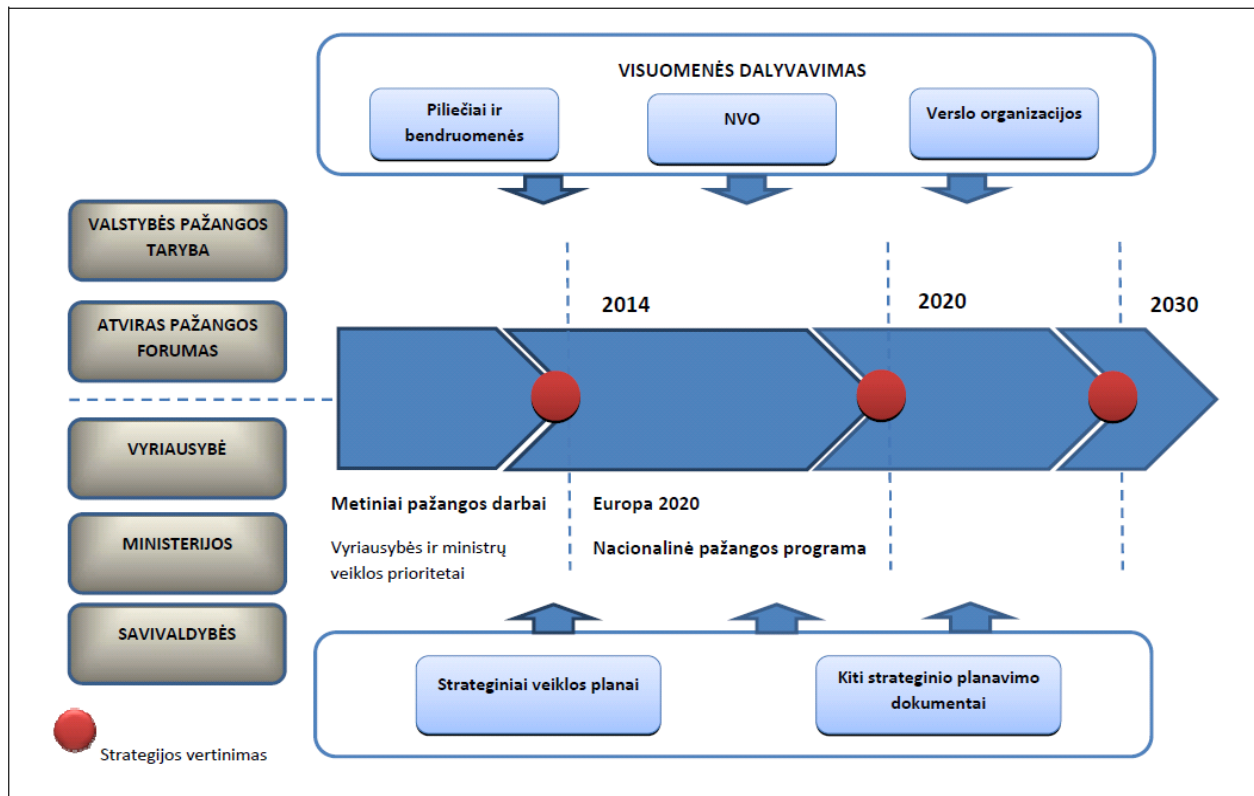 VISUOMENĖS DALYVAVIMAS
Piliečiai ir
bendruomenės
NVO
Verslo organizacijos
VALSTYBĖS PAŽANGOS
TARYBA
ATVIRAS PAŽANGOS
FORUMAS
VYRIAUSYBĖ
MINISTERIJOS
SAVIVALDYBĖS
2014
2020
2030
Metiniai pažangos darbai
Vyriausybės ir ministrų
veiklos prioritetai
Europa 2020
Nacionalinė pažangos programa
Strateginiai veiklos planai
Kiti strateginio planavimo
dokumentai
Strategijos vertinimas